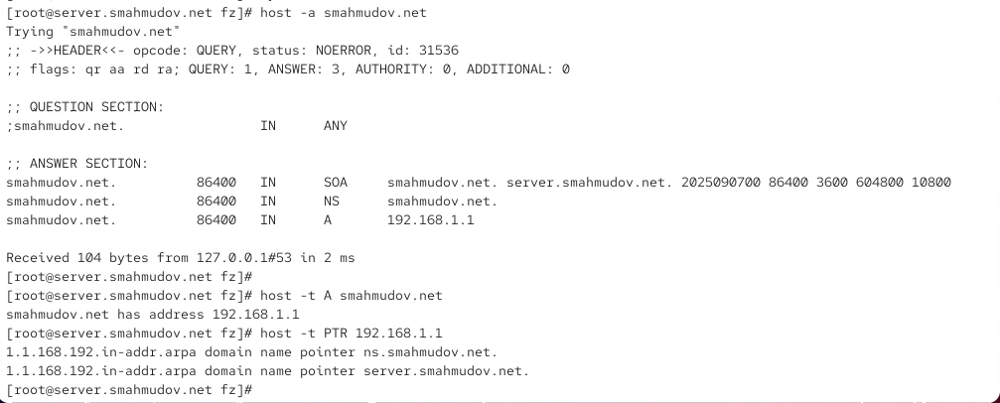 [root@server.smahmudov.net fz]# host -a smahmudov.net
Trying "smahmudov.net"
;; ->>HEADER<<- opcode: QUERY, status: NOERROR, id: 31536
;; flags: qr aa rd ra; QUERY: 1, ANSWER: 3, AUTHORITY: 0, ADDITIONAL: 0
;; QUESTION SECTION:
;smahmudov.net. IN ANY
;; ANSWER SECTION:
smahmudov.net. 86400 IN SOA smahmudov.net. server.smahmudov.net. 2025090700 86400 3600 604800 10800
smahmudov.net. 86400 IN NS smahmudov.net.
smahmudov.net. 86400 IN A 192.168.1.1
Received 104 bytes from 127.0.0.1#53 in 2 ms
[root@server.smahmudov.net fz]#
[root@server.smahmudov.net fz]# host -t A smahmudov.net
smahmudov.net has address 192.168.1.1
[root@server.smahmudov.net fz]# host -t PTR 192.168.1.1
1.1.168.192.in-addr.arpa domain name pointer ns.smahmudov.net.
1.1.168.192.in-addr.arpa domain name pointer server.smahmudov.net.
[root@server.smahmudov.net fz]#